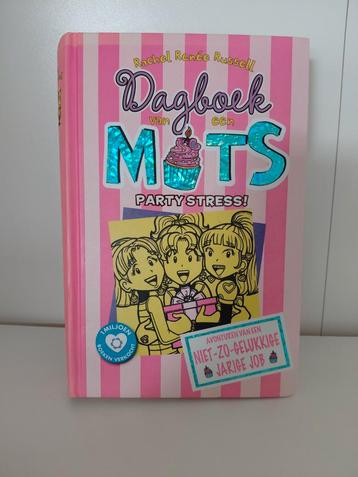 Rachel Renée Russell
Dagboek
van een
MUTS
PARTY STRESS!
1 MILJOEN
BOEKEN VERKOCHT
AVONTUREN VAN EEN
NIET-ZO-GELUKKIGE
JARIGE JOB